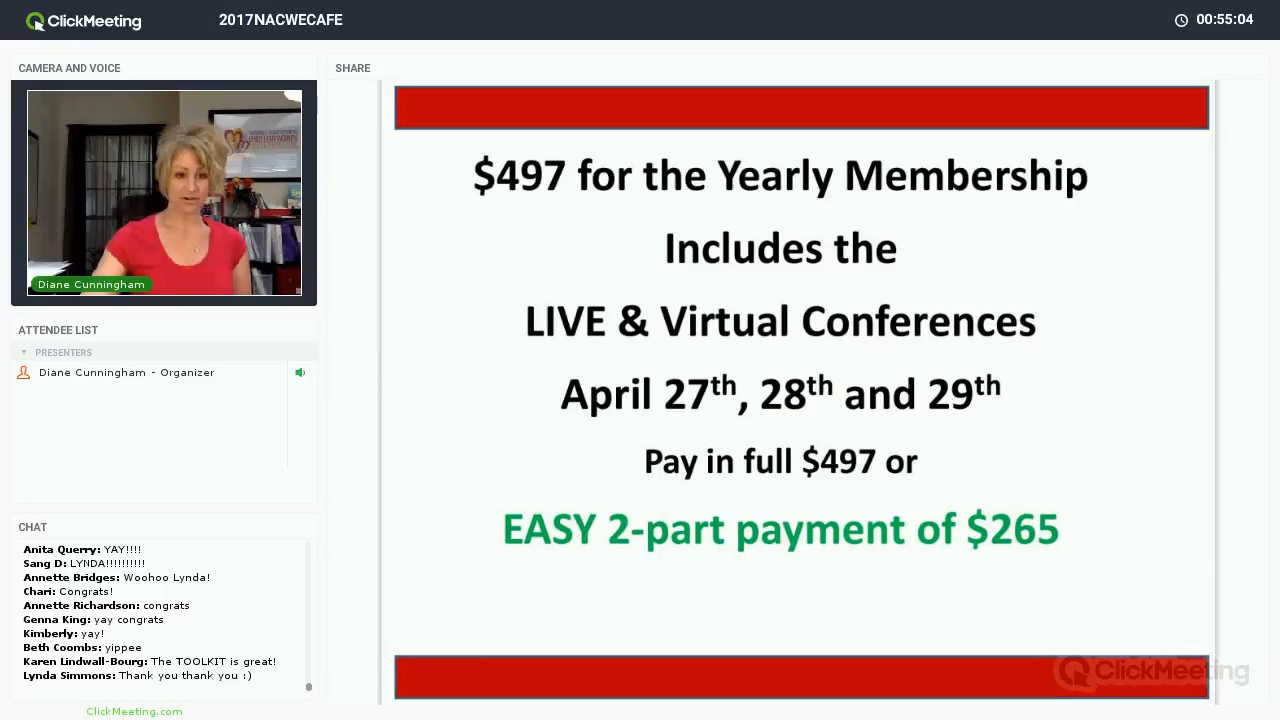 ClickMeeting
2017NACWECAFE
00:55:04
CAMERA AND VOICE
SHARE
CHRISTIAN WOMEN
Diane Cunningham
ATTENDEE LIST
PRESENTERS
Diane Cunningham - Organizer
CHAT
Anita Querry: YAY!!!!
Sang D: LYNDA!!!!!!!!!!
Annette Bridges: Woohoo Lynda!
Chari: Congrats!
Annette Richardson: congrats
Genna King: yay congrats
Kimberly: yay!
Beth Coombs: yippee
Karen Lindwall-Bourg: The TOOLKIT is great!
Lynda Simmons: Thank you thank you :)
ClickMeeting.com
$497 for the Yearly Membership
Includes the
LIVE & Virtual Conferences
April 27th, 28th and 29th
Pay in full $497 or
EASY 2-part payment of $265
ClickMeeting